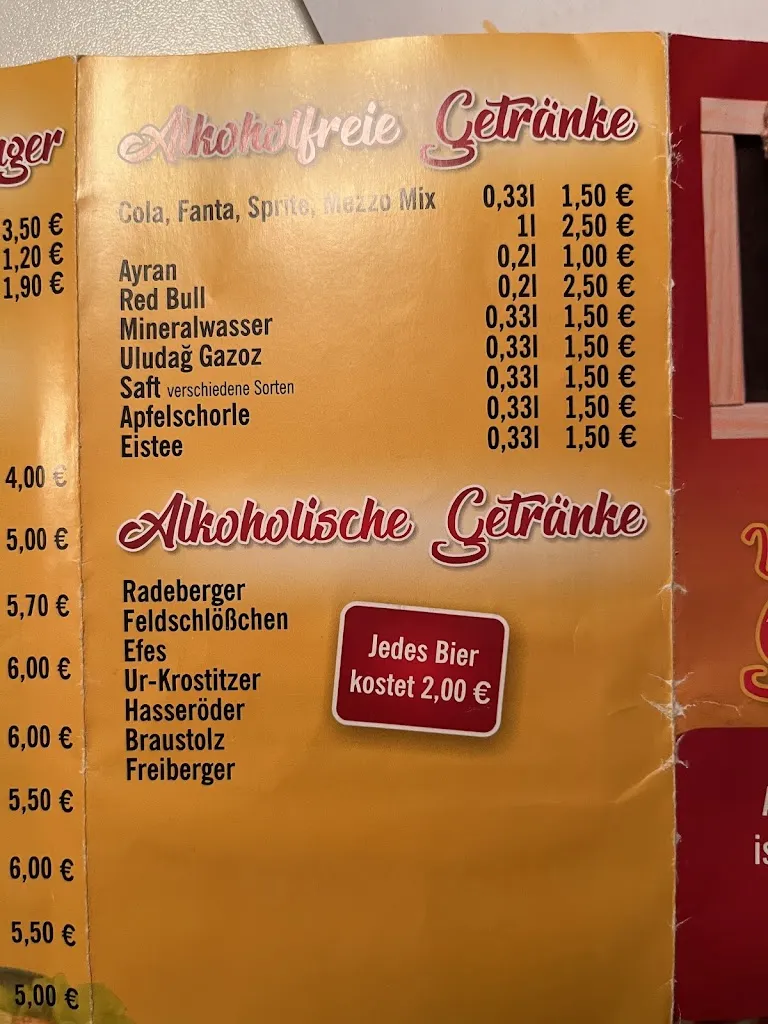 3,50 €
1,20 €
1,90 €
4,00 €
5,00 €
5,70 €
6,00 €
6,00 €
5,50 €
6,00 €
5,50 €
5,00 €
Alkoholfreie Getränke
Cola, Fanta, Sprite, Mezzo Mix 0,33l 1,50 €
1l 2,50 €
Ayran 0,2l 1,00 €
Red Bull 0,2l 2,50 €
Mineralwasser 0,33l 1,50 €
Uludağ Gazoz 0,33l 1,50 €
Saft verschiedene Sorten 0,33l 1,50 €
Apfelschorle 0,33l 1,50 €
Eistee 0,33l 1,50 €
Alkoholische Getränke
Radeberger
Feldschlößchen
Efes
Ur-Krostitzer
Hasseröder
Braustolz
Freiberger
Jedes Bier
kostet 2,00 €